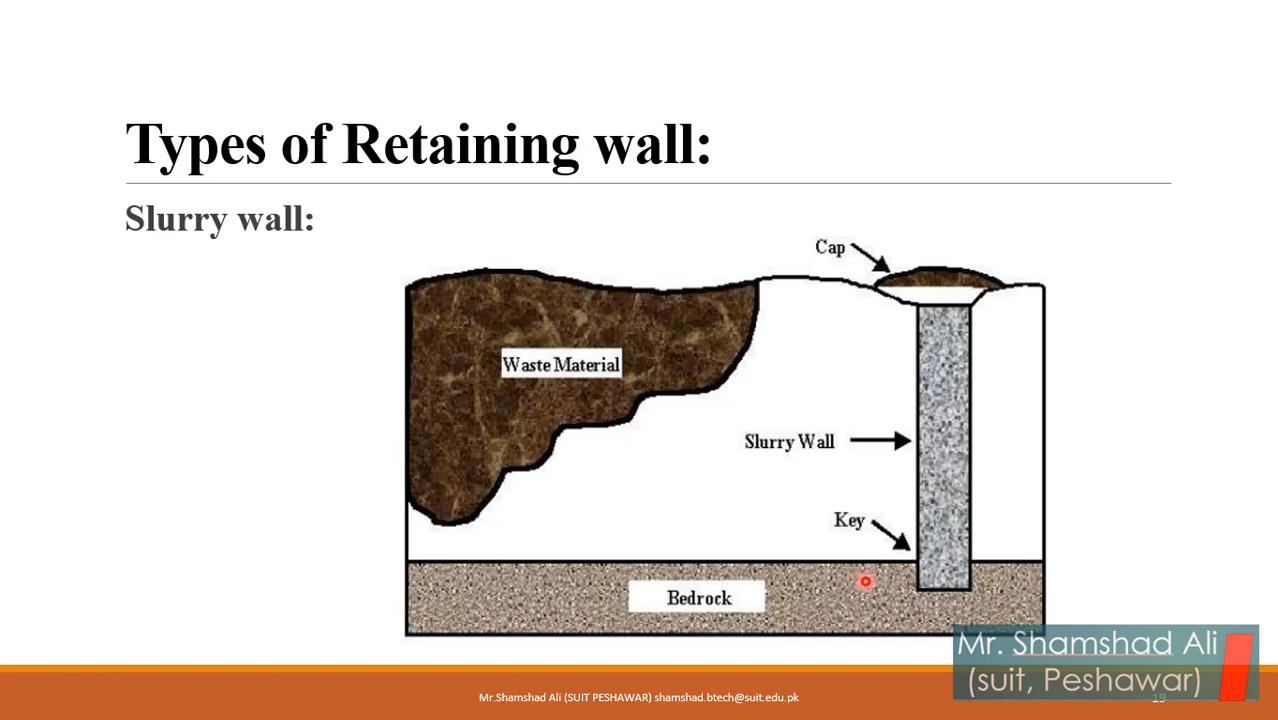 Types of Retaining wall:
Slurry wall:
Cap
Waste Material
Slurry Wall
Key
Bedrock
Mr. Shamshad Ali
(suit, Peshawar)
Mr.Shamshad Ali (SUIT PESHAWAR) shamshad.btech@suit.edu.pk
19